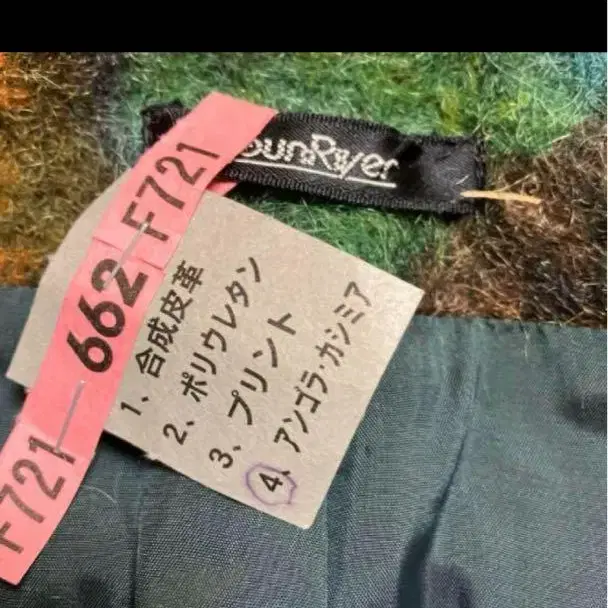 SunRiver
F721
662
F721
1、合成皮革
2、ポリウレタン
3、プリント
4、アンゴラ・カシミア